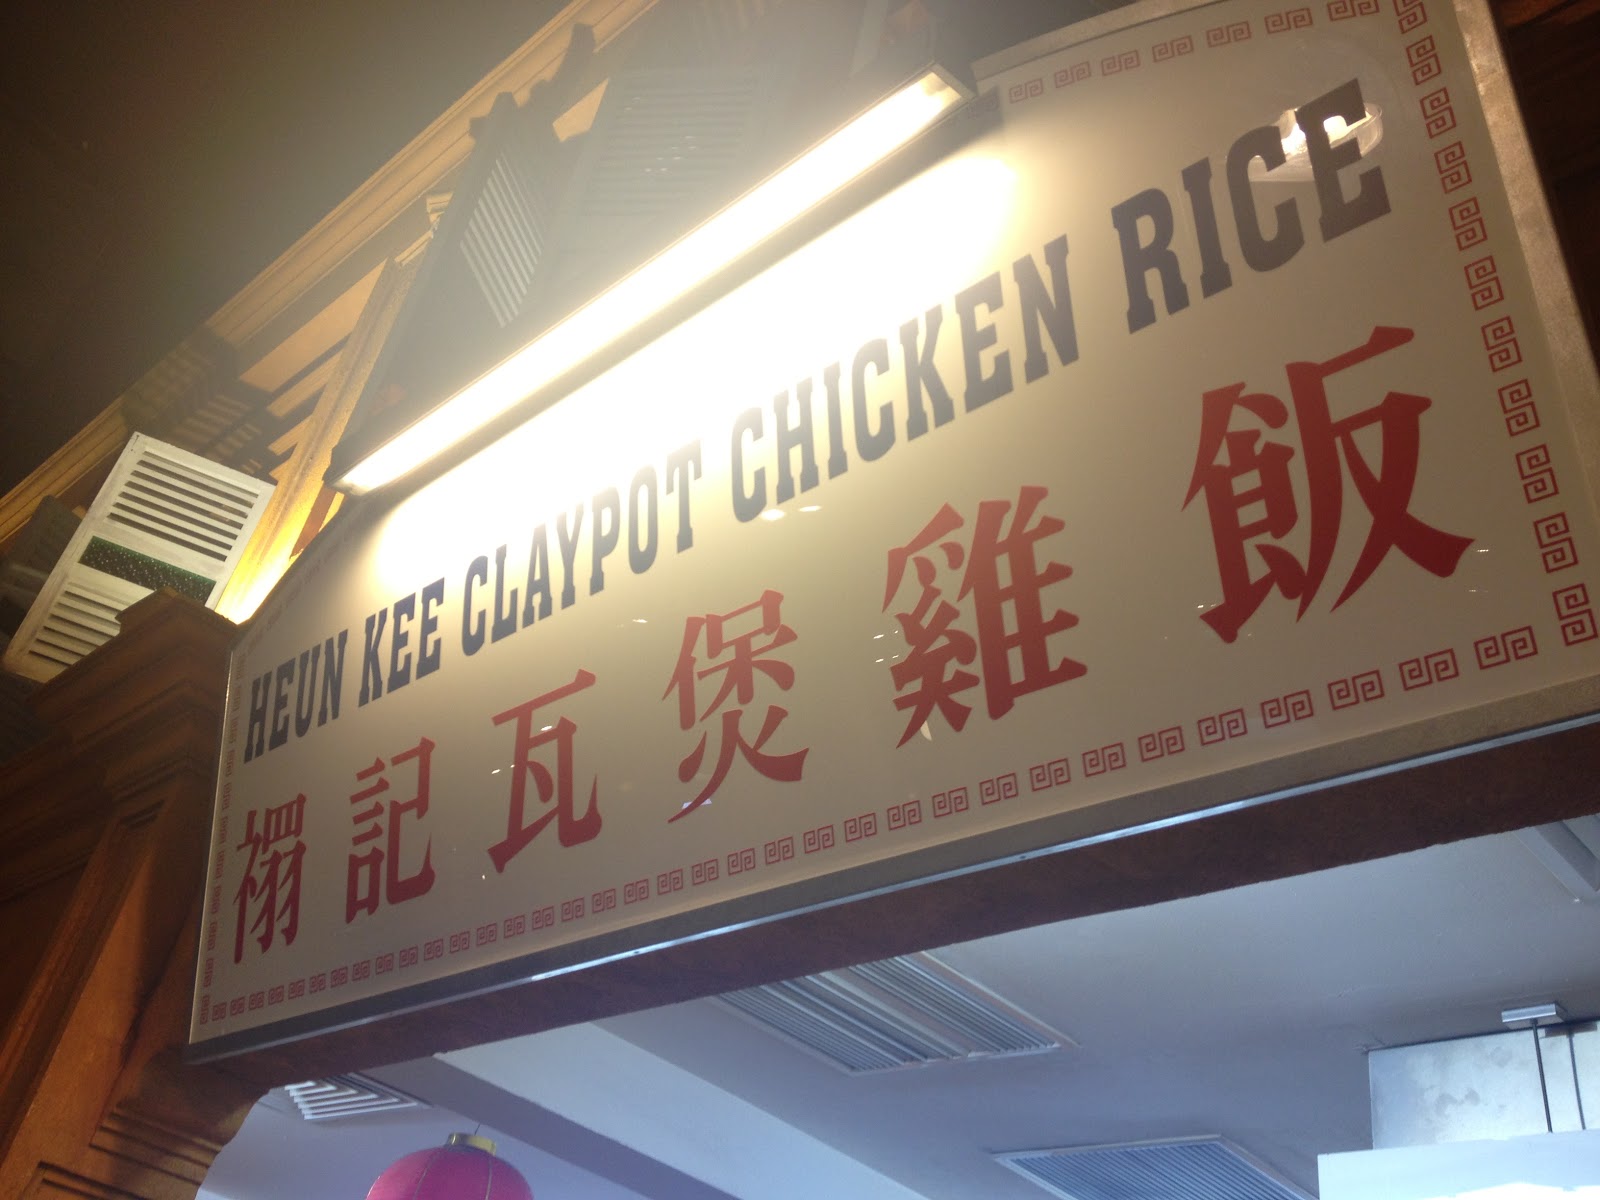 HEUN KEE CLAYPOT CHICKEN RICE
禤記瓦煲雞飯